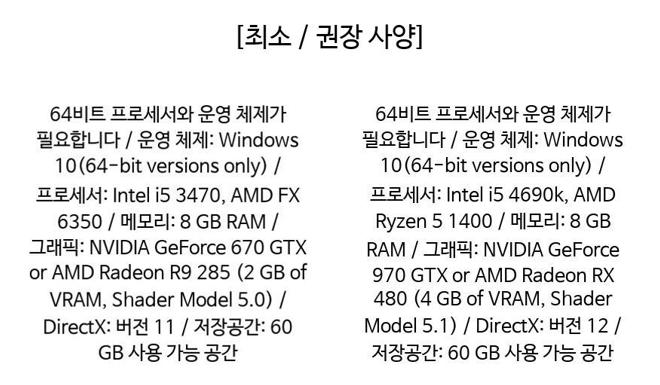 [최소 / 권장 사양]
64비트 프로세서와 운영 체제가
필요합니다 / 운영 체제: Windows
10(64-bit versions only) /
프로세서: Intel i5 3470, AMD FX
6350 / 메모리: 8 GB RAM /
그래픽: NVIDIA GeForce 670 GTX
or AMD Radeon R9 285 (2 GB of
VRAM, Shader Model 5.0) /
DirectX: 버전 11 / 저장공간: 60
GB 사용 가능 공간
64비트 프로세서와 운영 체제가
필요합니다 / 운영 체제: Windows
10(64-bit versions only) /
프로세서: Intel i5 4690k, AMD
Ryzen 5 1400 / 메모리: 8 GB
RAM / 그래픽: NVIDIA GeForce
970 GTX or AMD Radeon RX
480 (4 GB of VRAM, Shader
Model 5.1) / DirectX: 버전 12 /
저장공간: 60 GB 사용 가능 공간